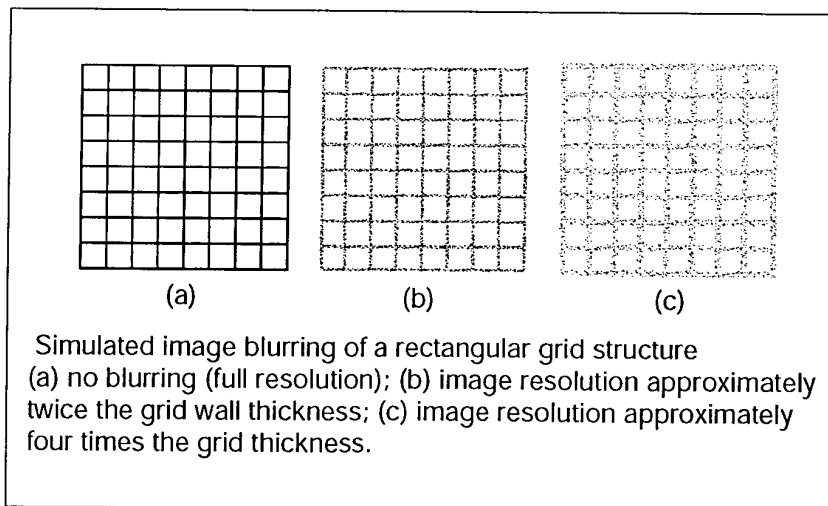 (a) (b) (c)
Simulated image blurring of a rectangular grid structure
(a) no blurring (full resolution); (b) image resolution approximately
twice the grid wall thickness; (c) image resolution approximately
four times the grid thickness.